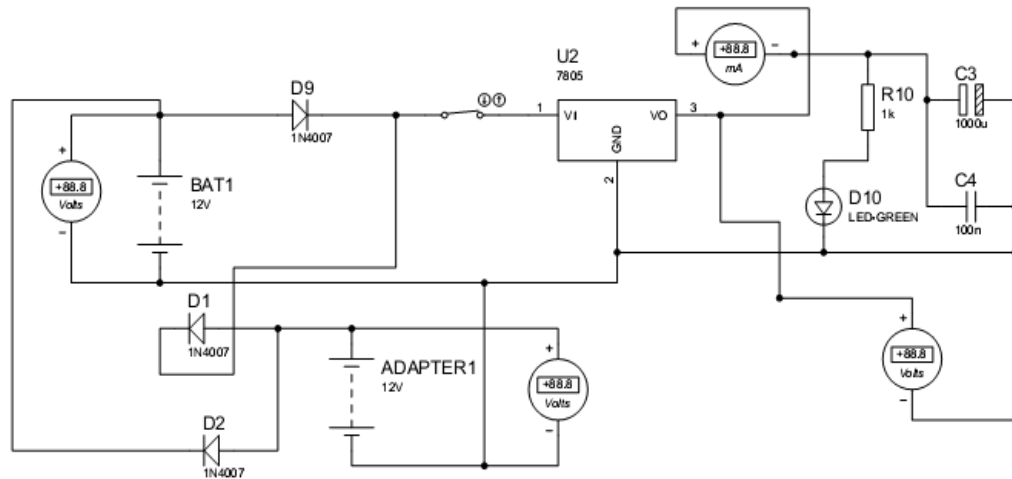 +88.8
mA
U2
7805
C3
1000u
D9
1N4007
1
VI
VO
3
GND
2
R10
1k
+88.8
Volts
BAT1
12V
C4
100n
D10
LED-GREEN
D1
1N4007
ADAPTER1
12V
+88.8
Volts
+88.8
Volts
D2
1N4007